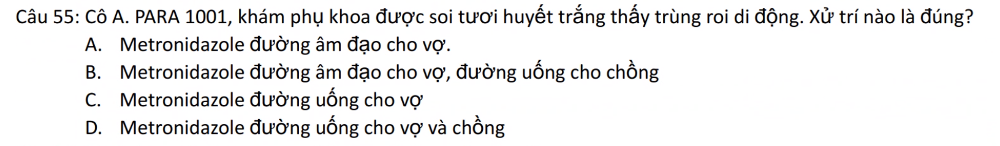 Câu 55: Cô A. PARA 1001, khám phụ khoa được soi tươi huyết trắng thấy trùng roi di động. Xử trí nào là đúng?
A. Metronidazole đường âm đạo cho vợ.
B. Metronidazole đường âm đạo cho vợ, đường uống cho chồng
C. Metronidazole đường uống cho vợ
D. Metronidazole đường uống cho vợ và chồng